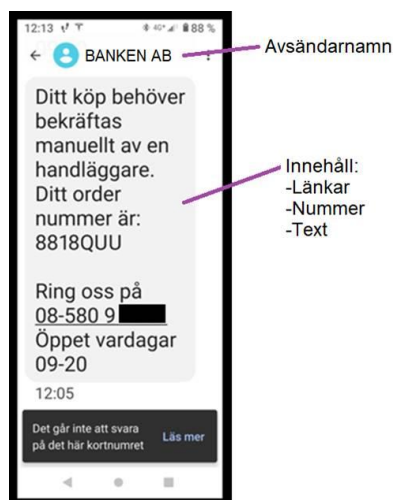 12:13
4G+ 88 %
BANKEN AB
Avsändarnamn
Ditt köp behöver
bekräftas
manuellt av en
handläggare.
Ditt order
nummer är:
8818QUU
Ring oss på
08-580 9
Öppet vardagar
09-20
12:05
Innehåll:
-Länkar
-Nummer
-Text
Det går inte att svara
på det här kortnumret
Läs mer